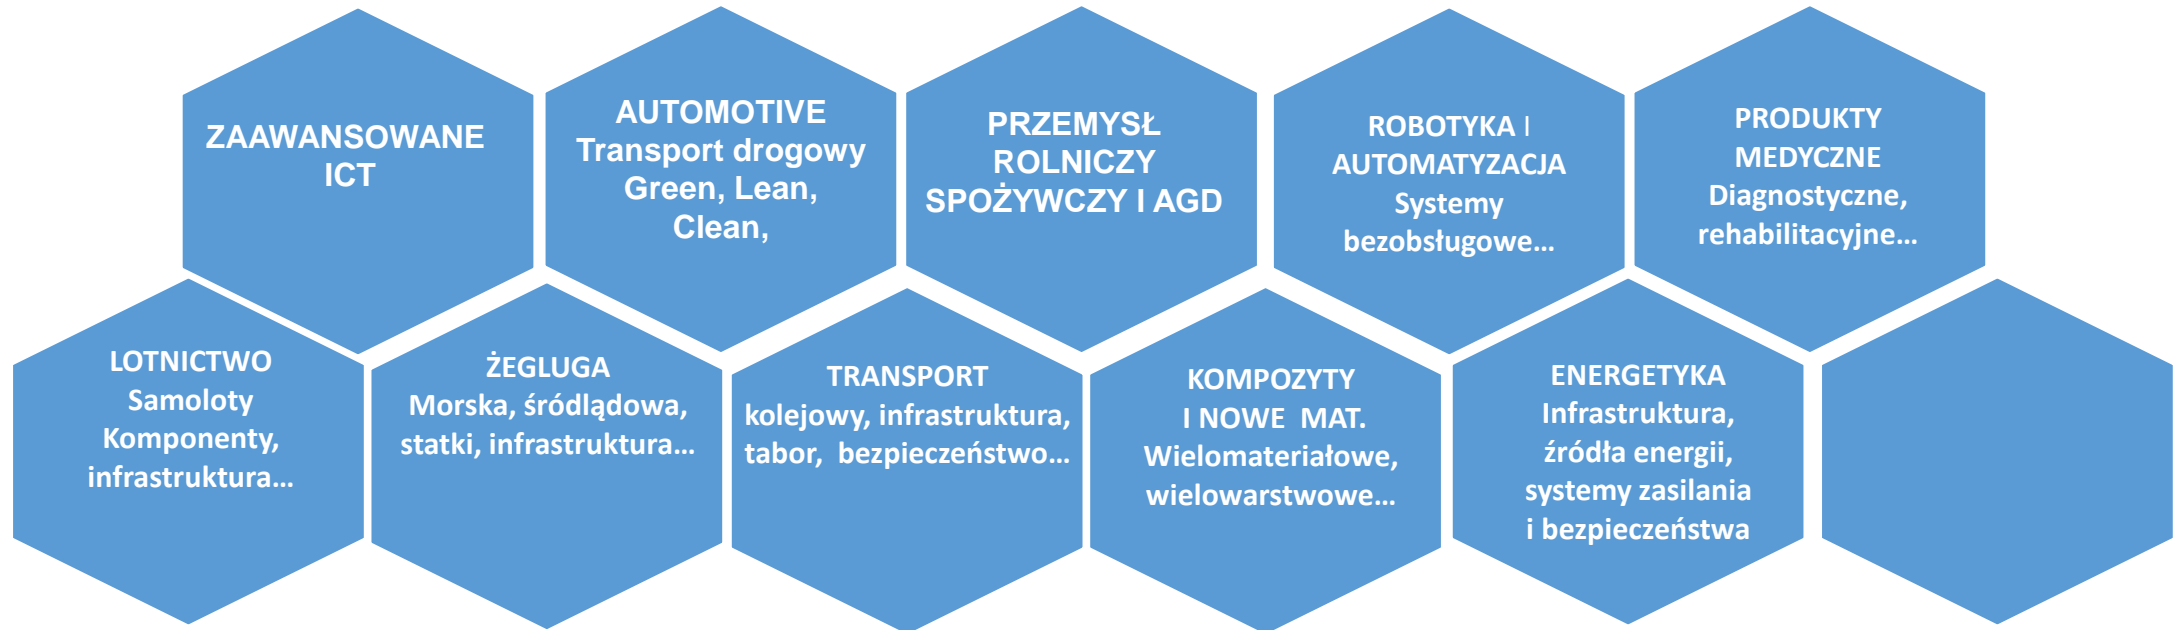 ZAAWANSOWANE
ICT
AUTOMOTIVE
Transport drogowy
Green, Lean,
Clean,
PRZEMYSŁ
ROLNICZY
SPOŻYWCZY I AGD
ROBOTYKA I
AUTOMATYZACJA
Systemy
bezobsługowe...
PRODUKTY
MEDYCZNE
Diagnostyczne,
rehabilitacyjne...
LOTNICTWO
Samoloty
Komponenty,
infrastruktura...
ŻEGLUGA
Morska, śródlądowa,
statki, infrastruktura...
TRANSPORT
kolejowy, infrastruktura,
tabor, bezpieczeństwo...
KOMPOZYTY
I NOWE MAT.
Wielomateriałowe,
wielowarstwowe...
ENERGETYKA
Infrastruktura,
źródła energii,
systemy zasilania
i bezpieczeństwa